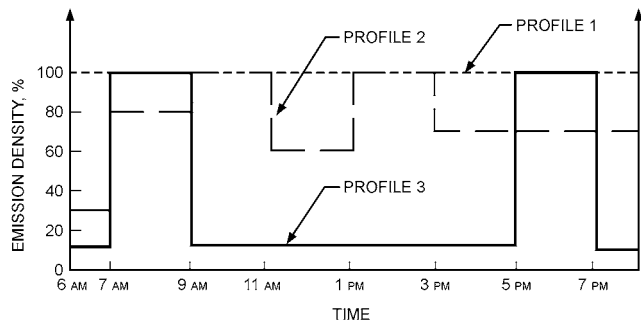 PROFILE 1
PROFILE 2
PROFILE 3
EMISSION DENSITY, %
100
80
60
40
20
0
6 AM 7 AM 9 AM 11 AM 1 PM 3 PM 5 PM 7 PM
TIME